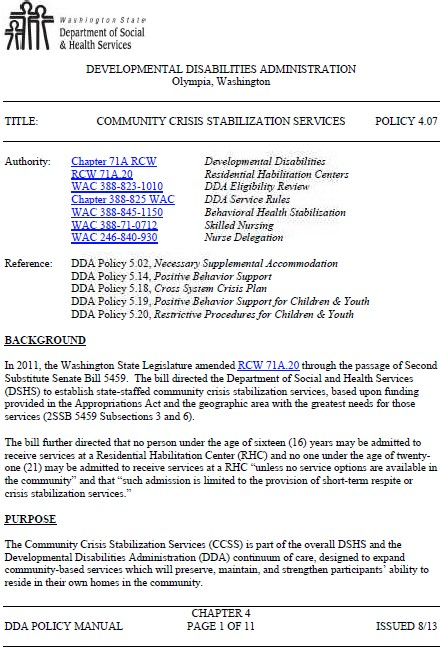 Washington State
Department of Social
& Health Services
DEVELOPMENTAL DISABILITIES ADMINISTRATION
Olympia, Washington
TITLE: COMMUNITY CRISIS STABILIZATION SERVICES POLICY 4.07
Authority: Chapter 71A RCW Developmental Disabilities
RCW 71A.20 Residential Habilitation Centers
WAC 388-823-1010 DDA Eligibility Review
Chapter 388-825 WAC DDA Service Rules
WAC 388-845-1150 Behavioral Health Stabilization
WAC 388-71-0712 Skilled Nursing
WAC 246-840-930 Nurse Delegation
Reference: DDA Policy 5.02, Necessary Supplemental Accommodation
DDA Policy 5.14, Positive Behavior Support
DDA Policy 5.18, Cross System Crisis Plan
DDA Policy 5.19, Positive Behavior Support for Children & Youth
DDA Policy 5.20, Restrictive Procedures for Children & Youth
BACKGROUND
In 2011, the Washington State Legislature amended RCW 71A.20 through the passage of Second
Substitute Senate Bill 5459. The bill directed the Department of Social and Health Services
(DSHS) to establish state-staffed community crisis stabilization services, based upon funding
provided in the Appropriations Act and the geographic area with the greatest needs for those
services (2SSB 5459 Subsections 3 and 6).
The bill further directed that no person under the age of sixteen (16) years may be admitted to
receive services at a Residential Habilitation Center (RHC) and no one under the age of twenty-
one (21) may be admitted to receive services at a RHC “unless no service options are available in
the community” and that “such admission is limited to the provision of short-term respite or
crisis stabilization services.”
PURPOSE
The Community Crisis Stabilization Services (CCSS) is part of the overall DSHS and the
Developmental Disabilities Administration (DDA) continuum of care, designed to expand
community-based services which will preserve, maintain, and strengthen participants’ ability to
reside in their own homes in the community.
CHAPTER 4
DDA POLICY MANUAL PAGE 1 OF 11 ISSUED 8/13